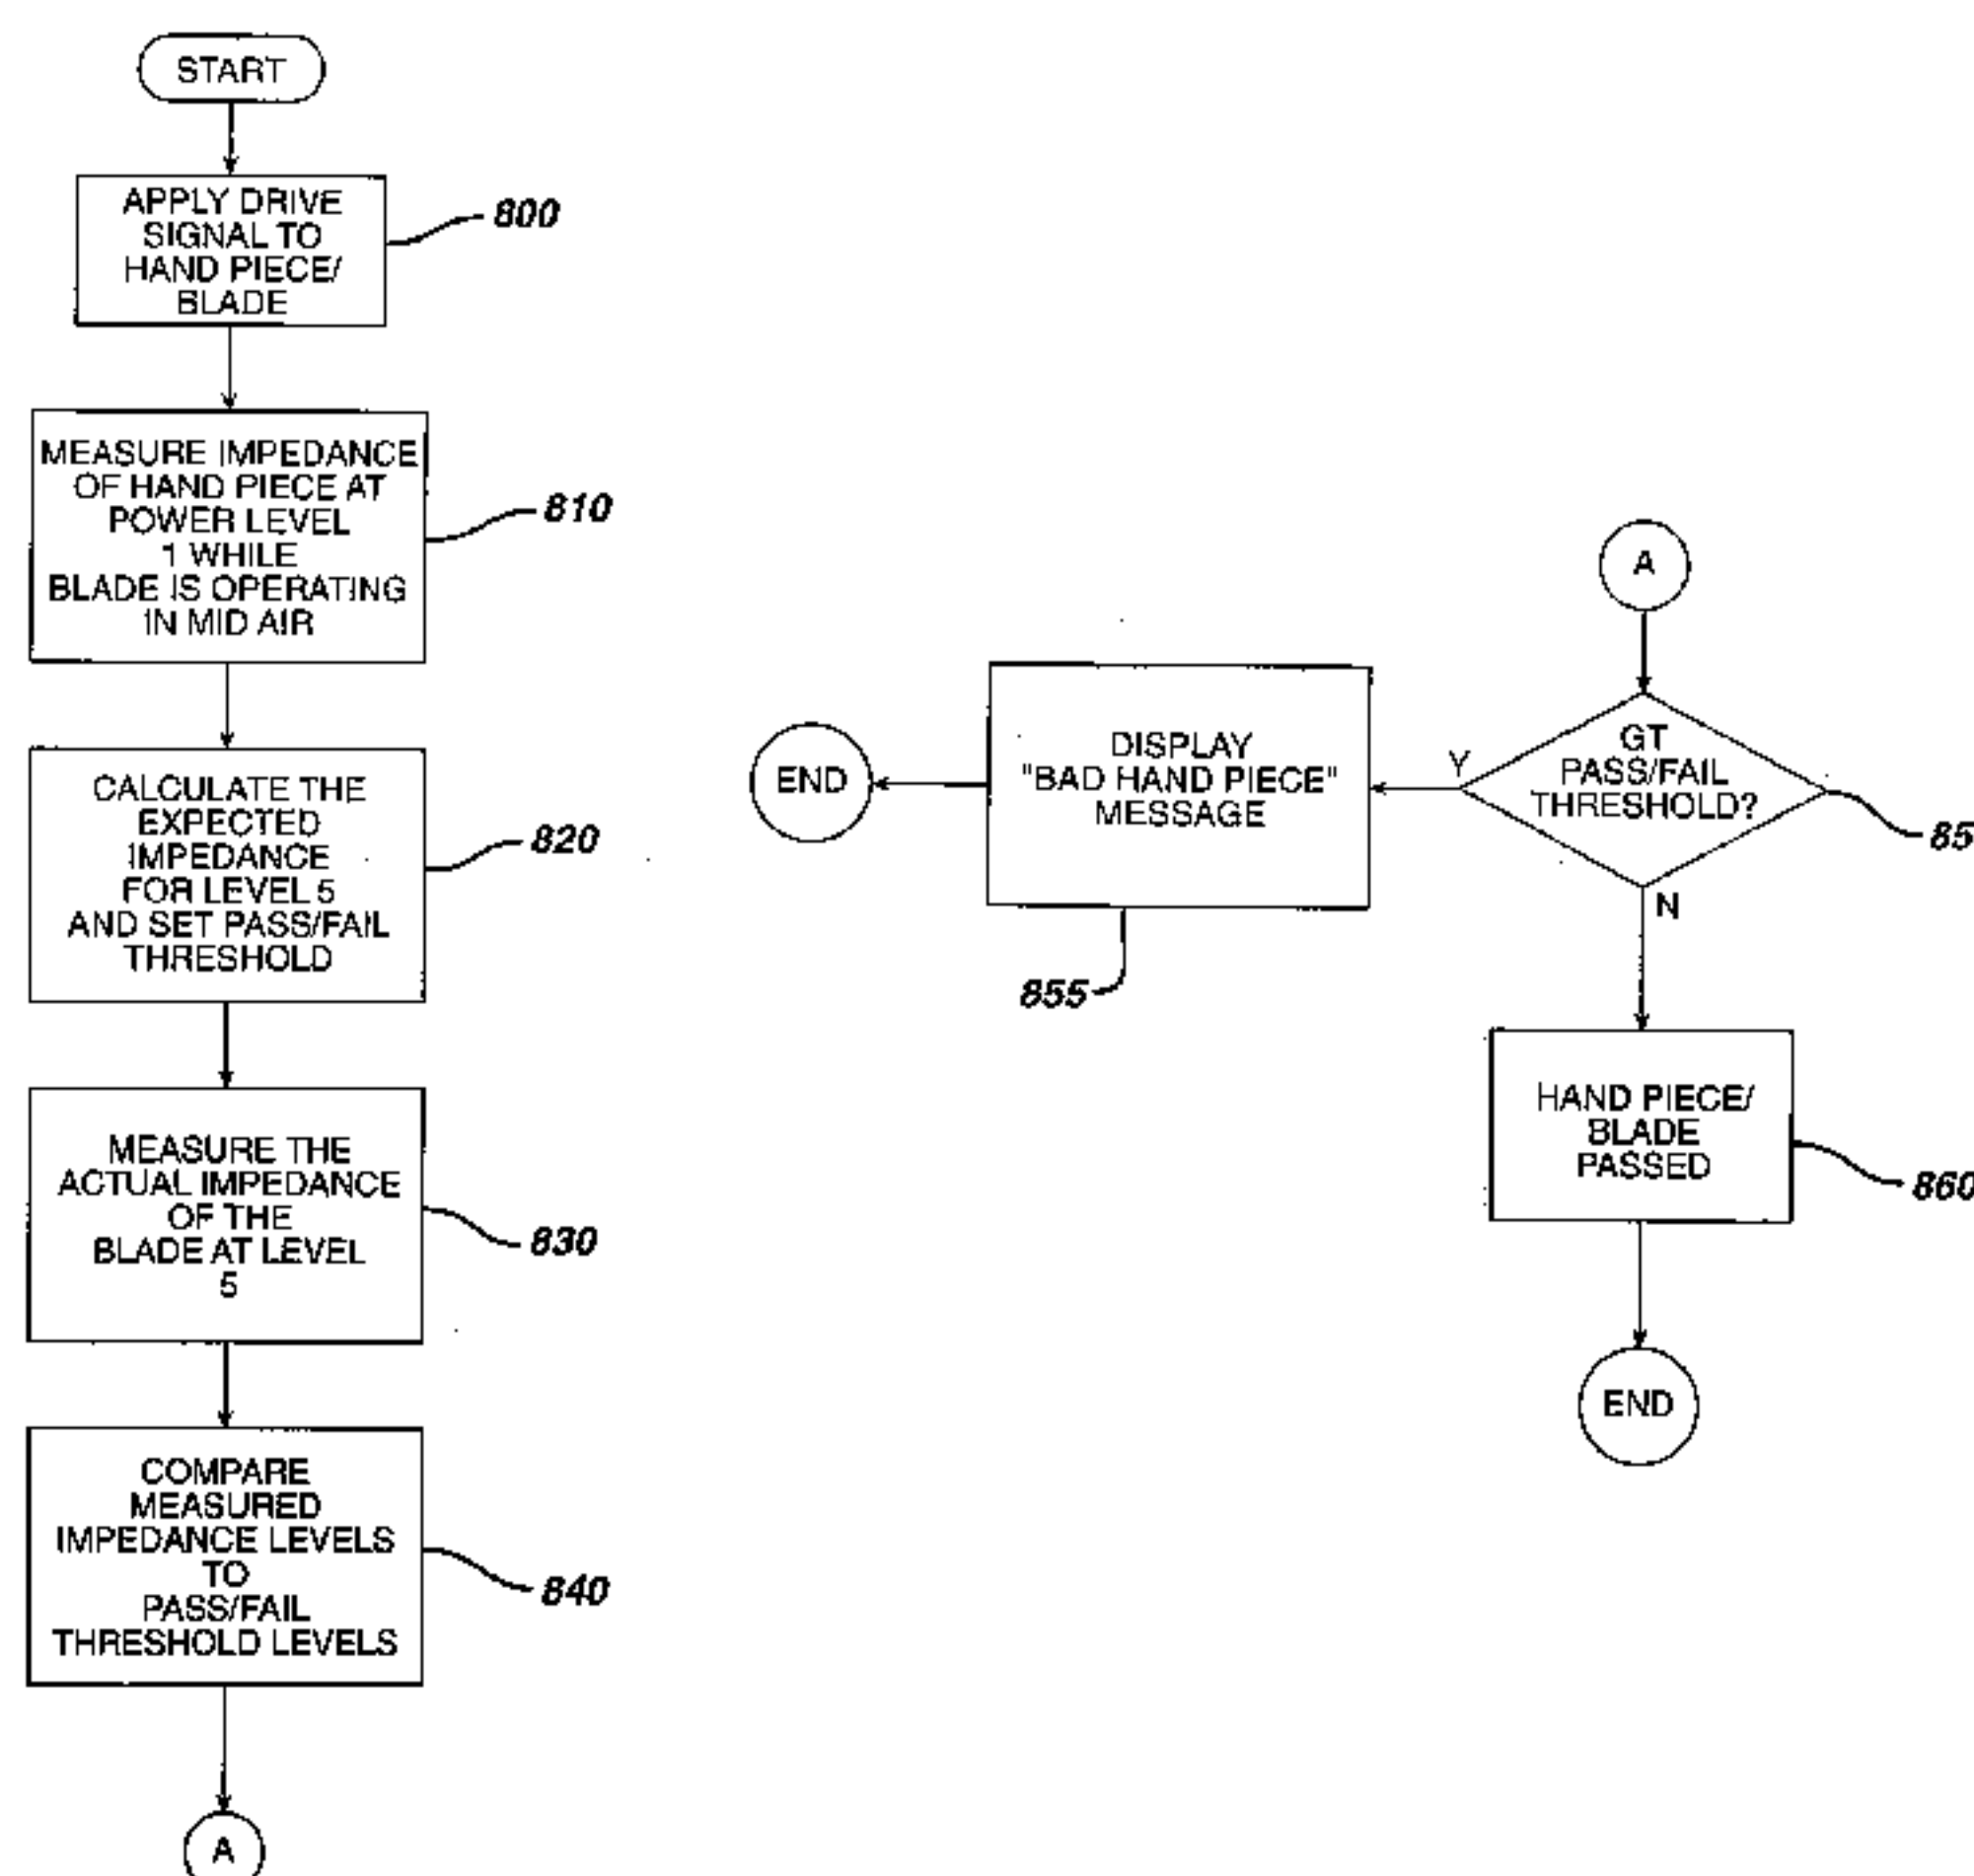 START
APPLY DRIVE
SIGNAL TO
HAND PIECE/
BLADE
800
MEASURE IMPEDANCE
OF HAND PIECE AT
POWER LEVEL
1 WHILE
BLADE IS OPERATING
IN MID AIR
810
CALCULATE THE
EXPECTED
IMPEDANCE
FOR LEVEL 5
AND SET PASS/FAIL
THRESHOLD
820
MEASURE THE
ACTUAL IMPEDANCE
OF THE
BLADE AT LEVEL
5
830
COMPARE
MEASURED
IMPEDANCE LEVELS
TO
PASS/FAIL
THRESHOLD LEVELS
840
A
A
GT
PASS/FAIL
THRESHOLD?
85
Y
DISPLAY
"BAD HAND PIECE"
MESSAGE
855
END
N
HAND PIECE/
BLADE
PASSED
860
END